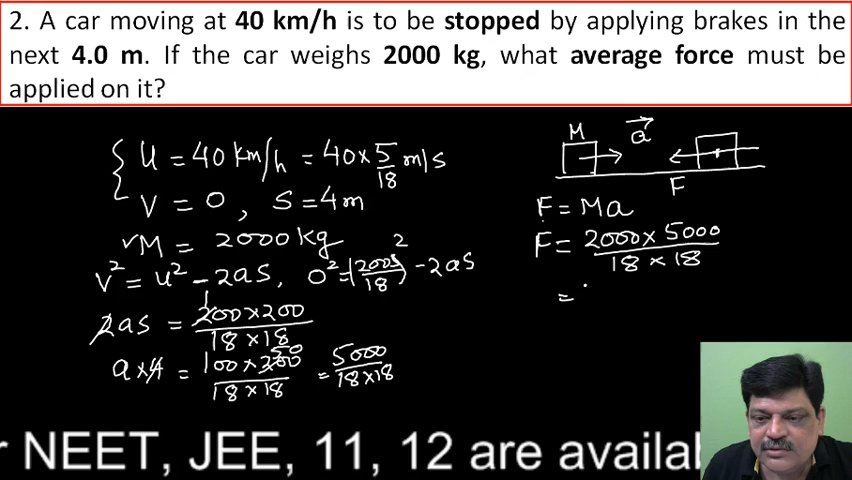 2. A car moving at 40 km/h is to be stopped by applying brakes in the
next 4.0 m. If the car weighs 2000 kg, what average force must be
applied on it?
u = 40 km/h = 40 × 5/18 m/s
V = 0, S = 4m
✓M = 2000 kg
V² = u² - 2as, 0² = (200/18)² - 2as
2as = 200×200/18×18
a×4 = 100×200/18×18 = 5000/18×18
M a
F
F = Ma
F = 2000 × 5000/18 × 18
=
r NEET, JEE, 11, 12 are availa